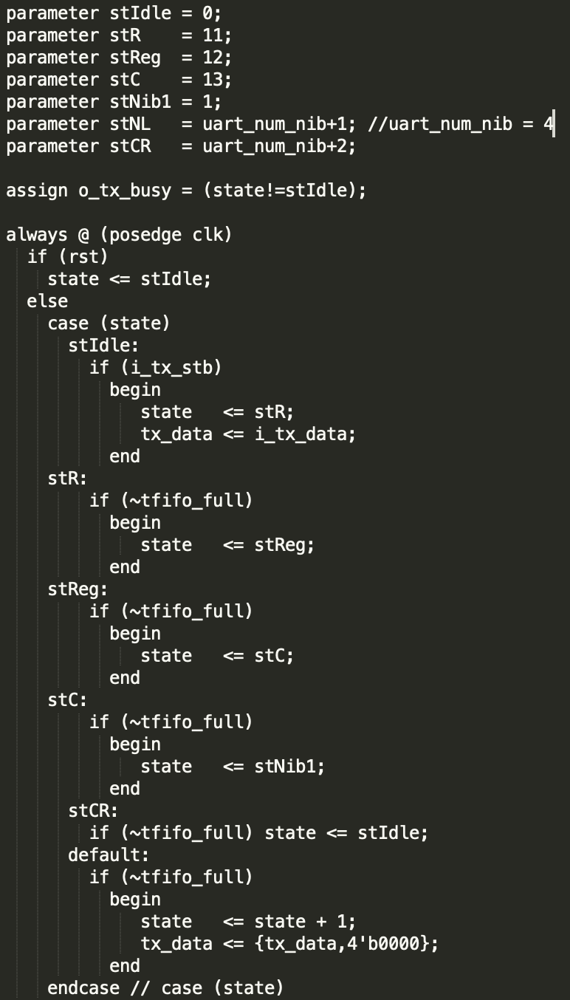 parameter stIdle = 0;
parameter stR    = 11;
parameter stReg  = 12;
parameter stC    = 13;
parameter stNib1 = 1;
parameter stNL   = uart_num_nib+1; //uart_num_nib = 4
parameter stCR   = uart_num_nib+2;

assign o_tx_busy = (state!=stIdle);

always @ (posedge clk)
  if (rst)
    state <= stIdle;
  else
    case (state)
      stIdle:
        if (i_tx_stb)
          begin
             state   <= stR;
             tx_data <= i_tx_data;
          end
    stR:
        if (~tfifo_full)
          begin
             state   <= stReg;
          end
    stReg:
        if (~tfifo_full)
          begin
             state   <= stC;
          end
    stC:
        if (~tfifo_full)
          begin
             state   <= stNib1;
          end
      stCR:
        if (~tfifo_full) state <= stIdle;
      default:
        if (~tfifo_full)
          begin
             state   <= state + 1;
             tx_data <= {tx_data,4'b0000};
          end
    endcase // case (state)